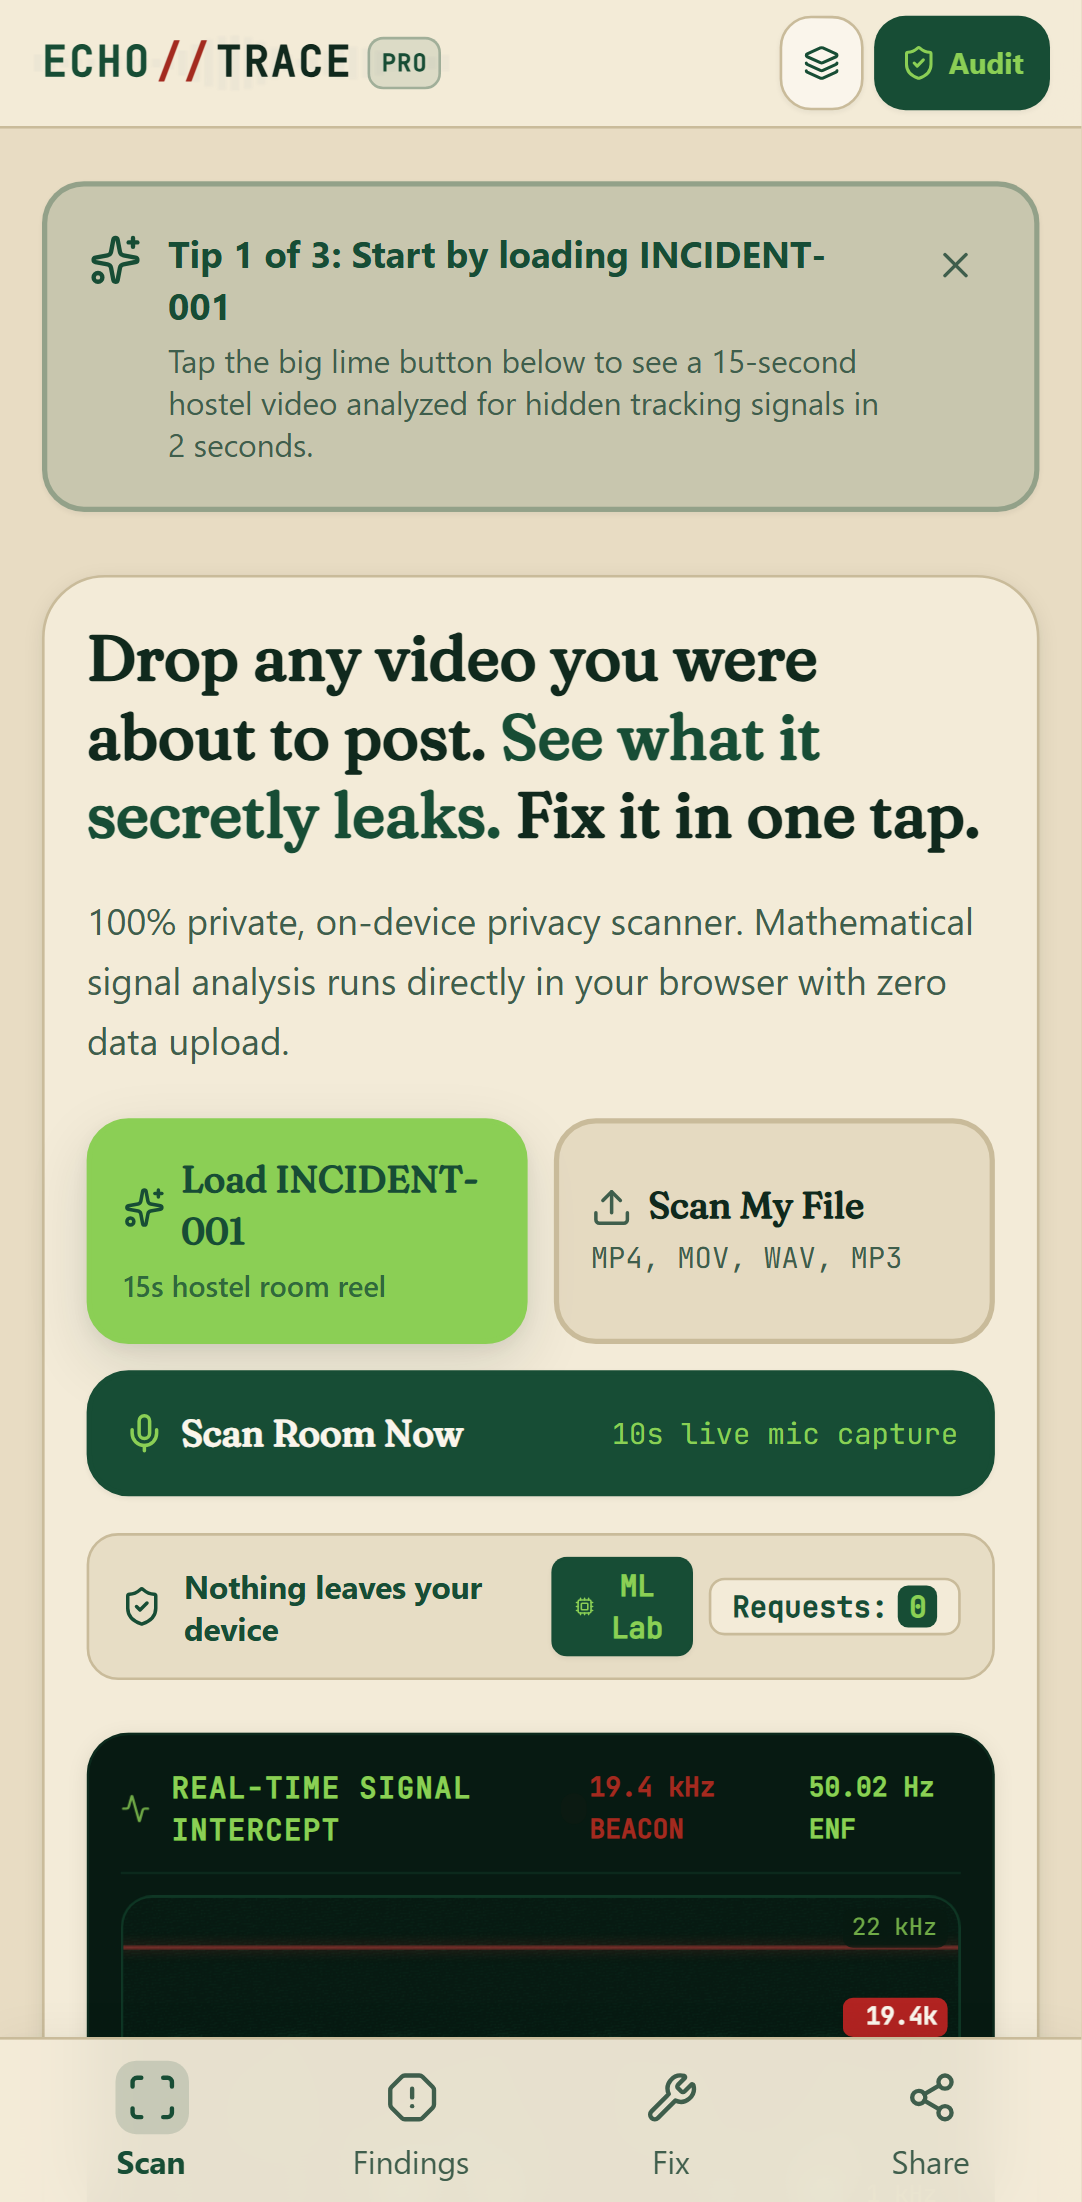 ECHO//TRACE PRO
Audit
Tip 1 of 3: Start by loading INCIDENT-
001
Tap the big lime button below to see a 15-second
hostel video analyzed for hidden tracking signals in
2 seconds.
Drop any video you were
about to post. See what it
secretly leaks. Fix it in one tap.
100% private, on-device privacy scanner. Mathematical
signal analysis runs directly in your browser with zero
data upload.
Load INCIDENT-
001
15s hostel room reel
Scan My File
MP4, MOV, WAV, MP3
Scan Room Now
10s live mic capture
Nothing leaves your
device
ML
Lab
Requests: 0
REAL-TIME SIGNAL
INTERCEPT
19.4 kHz
BEACON
50.02 Hz
ENF
22 kHz
19.4k
Scan
Findings
Fix
Share